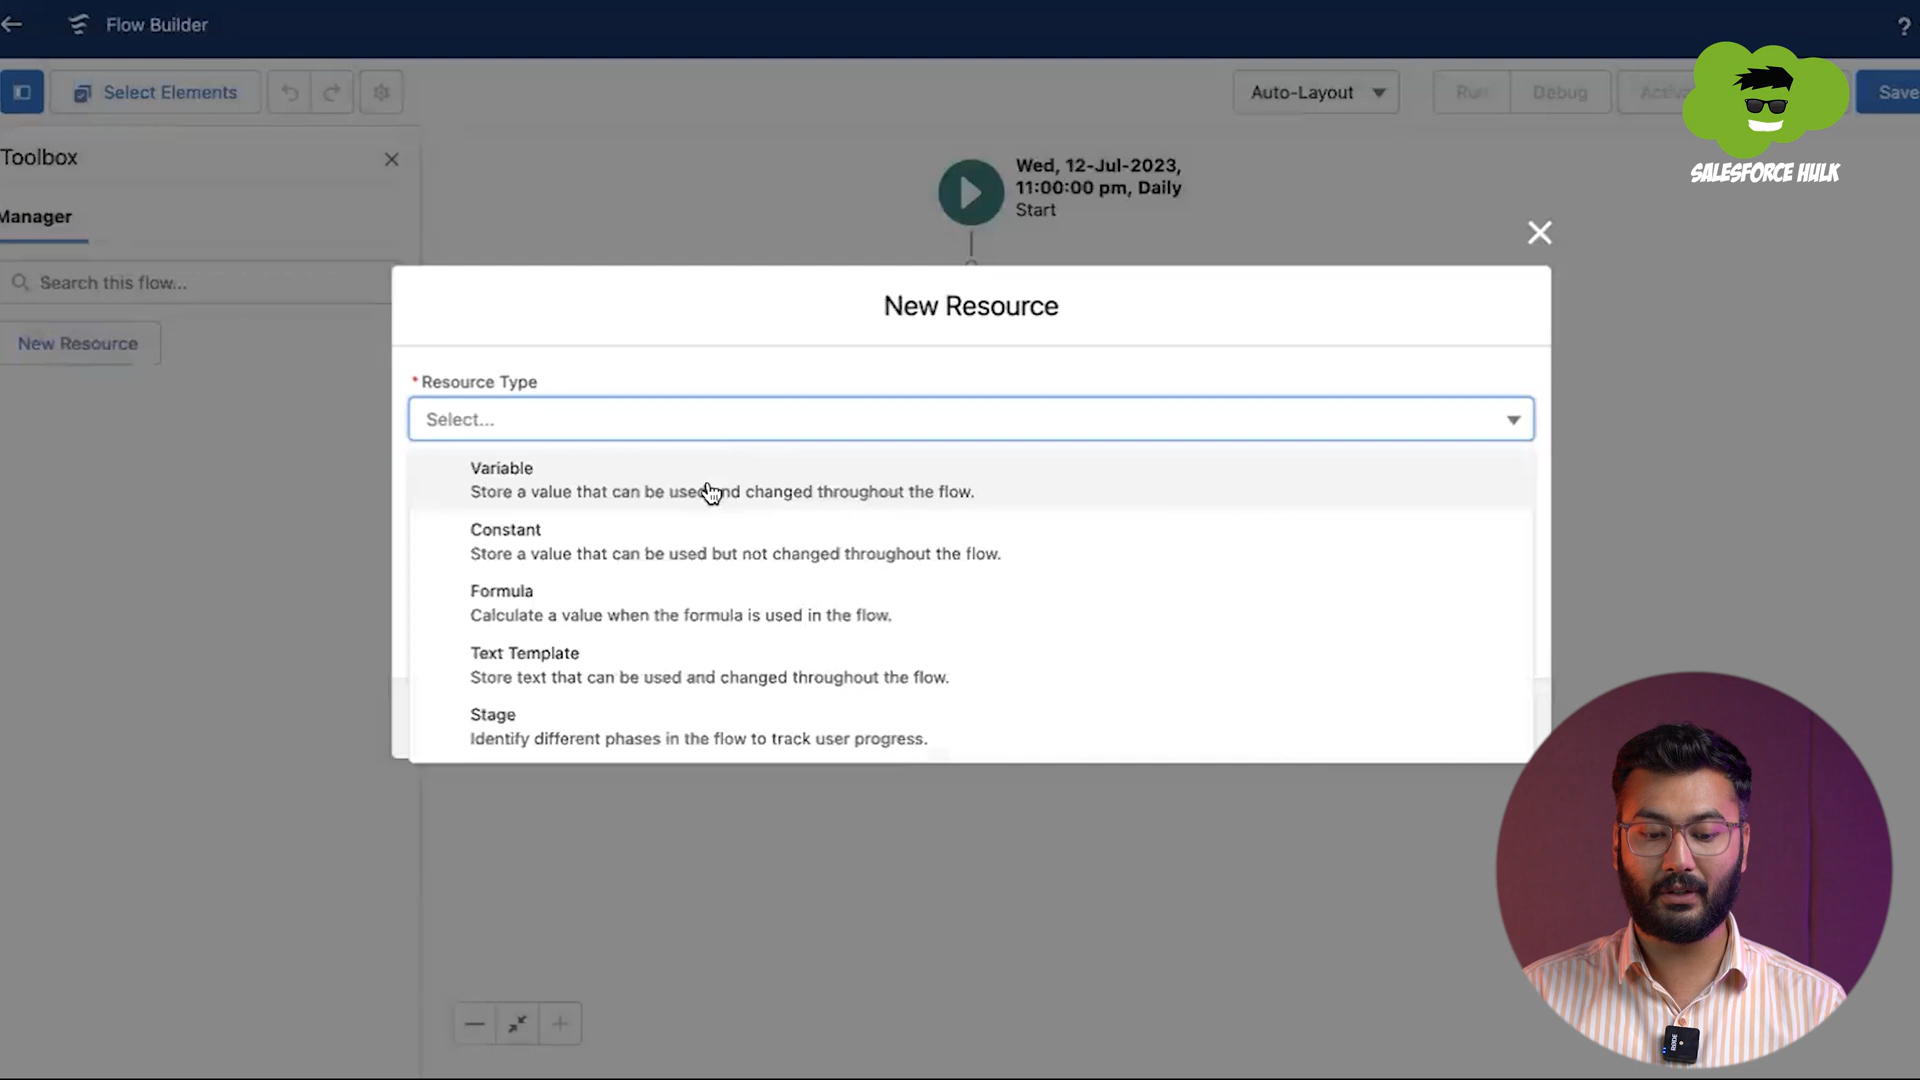 Flow Builder
?
Select Elements
Auto-Layout
Run
Debug
Save
SALESFORCE HULK
Toolbox
Manager
Search this flow...
New Resource
Wed, 12-Jul-2023,
11:00:00 pm, Daily
Start
New Resource
* Resource Type
Select...
Variable
Store a value that can be used and changed throughout the flow.
Constant
Store a value that can be used but not changed throughout the flow.
Formula
Calculate a value when the formula is used in the flow.
Text Template
Store text that can be used and changed throughout the flow.
Stage
Identify different phases in the flow to track user progress.
RODE